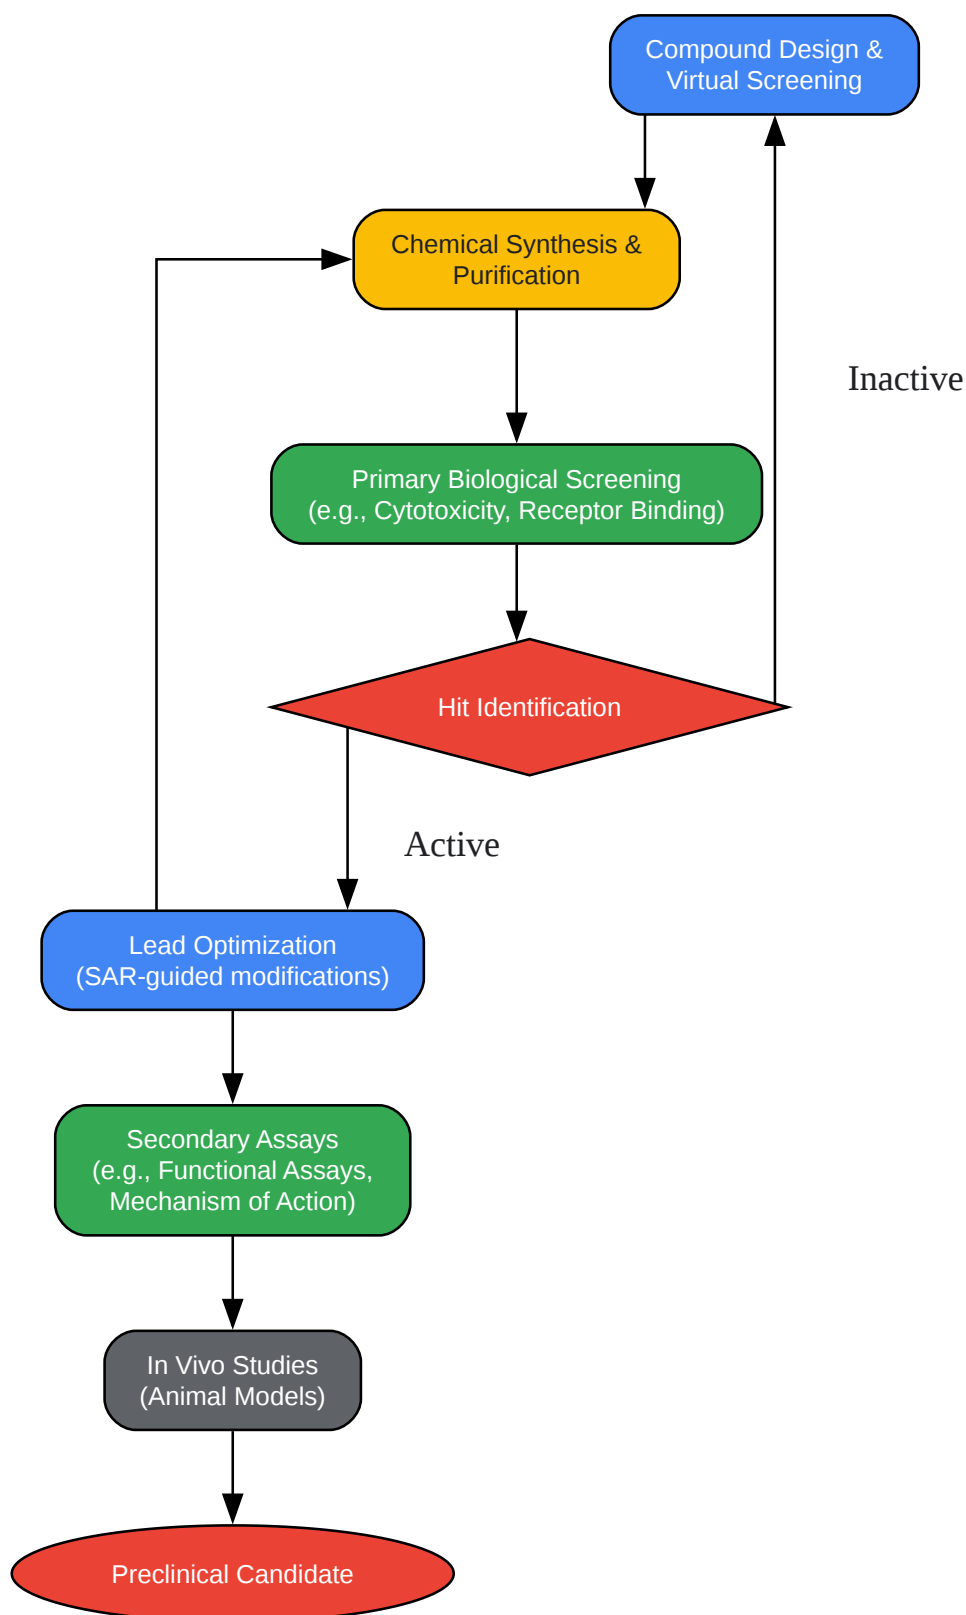 Compound Design &
Virtual Screening
Chemical Synthesis &
Purification
Inactive
Primary Biological Screening
(e.g., Cytotoxicity, Receptor Binding)
Hit Identification
Active
Lead Optimization
(SAR-guided modifications)
Secondary Assays
(e.g., Functional Assays,
Mechanism of Action)
In Vivo Studies
(Animal Models)
Preclinical Candidate